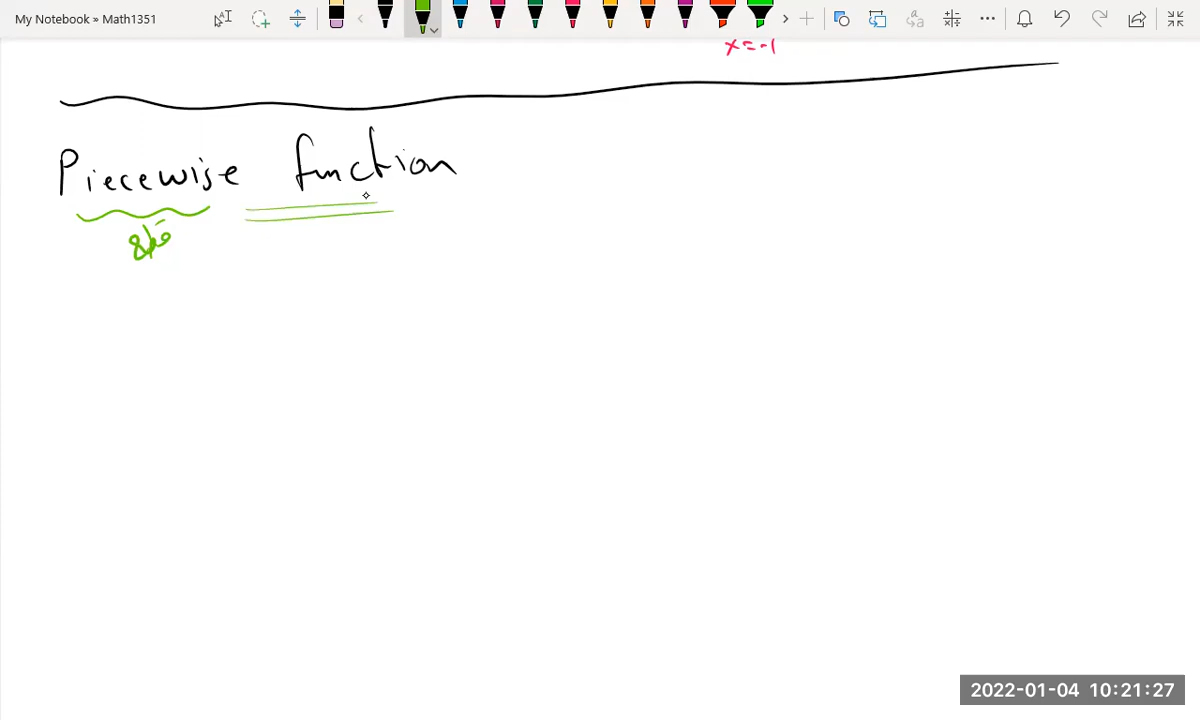 My Notebook » Math1351
x=-1
Piecewise function
2022-01-04 10:21:27